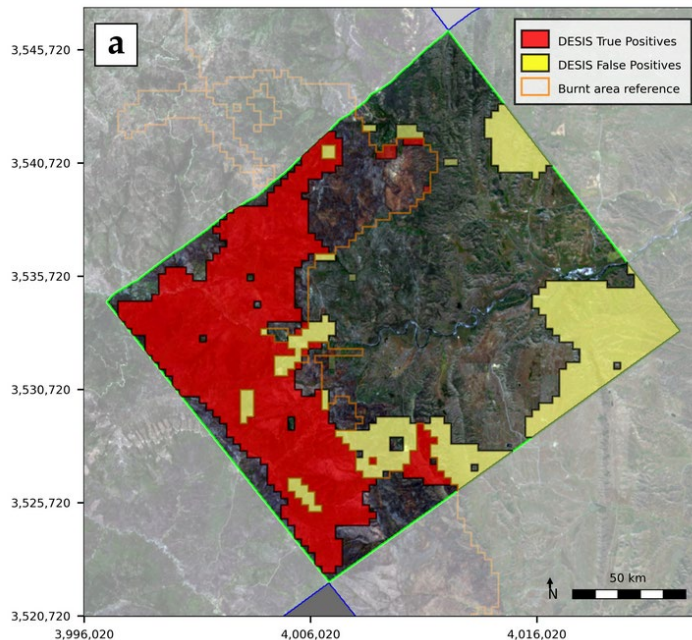 a
DESIS True Positives
DESIS False Positives
Burnt area reference
3,545,720
3,540,720
3,535,720
3,530,720
3,525,720
3,520,720
3,996,020
4,006,020
4,016,020
N
50 km